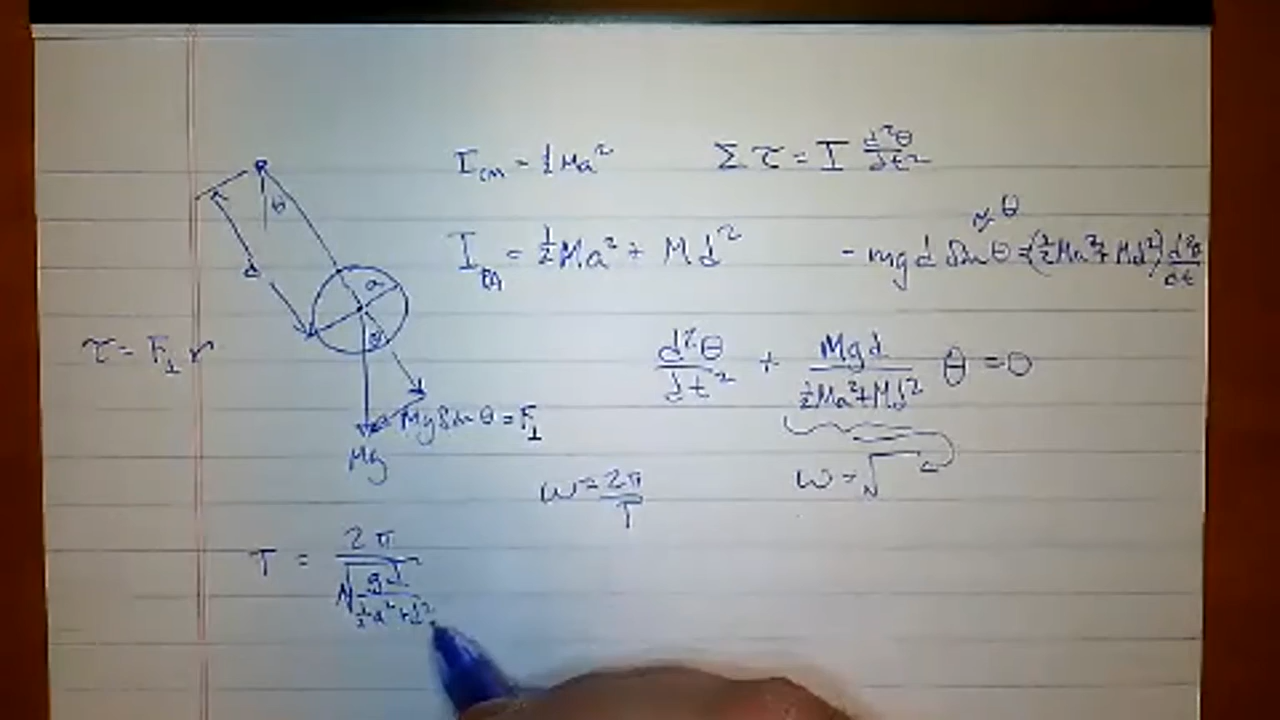 I_cm = ½Ma²
Στ = I d²θ/dt²
P
θ
d
a
θ
τ = F⊥ r
Mg sin θ = F⊥
Mg
I = ½Ma² + Md²
≈ θ
- mgd sin θ = (½Ma² + Md²) d²θ/dt
d²θ/dt² + Mgd/(½Ma²+Md²) θ = 0
ω = 2π/T
ω = √
T = 2π/√(gd/(½a²+d²))